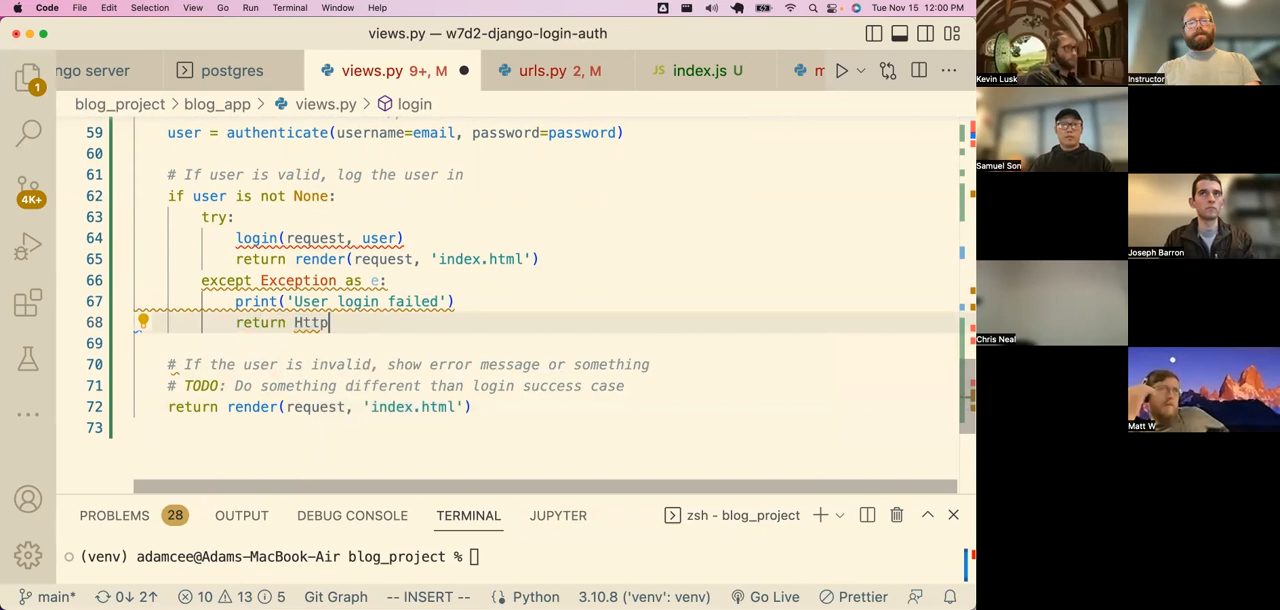 Code File Edit Selection View Go Run Terminal Window Help Tue Nov 15 12:00 PM
views.py — w7d2-django-login-auth
ngo server postgres views.py 9+, M urls.py 2, M JS index.js U m
blog_project > blog_app > views.py > login
59 user = authenticate(username=email, password=password)
60
61 # If user is valid, log the user in
62 if user is not None:
63 try:
64 login(request, user)
65 return render(request, 'index.html')
66 except Exception as e:
67 print('User login failed')
68 return Http
69
70 # If the user is invalid, show error message or something
71 # TODO: Do something different than login success case
72 return render(request, 'index.html')
73
1
4K+
PROBLEMS 28 OUTPUT DEBUG CONSOLE TERMINAL JUPYTER zsh - blog_project
(venv) adamcee@Adams-MacBook-Air blog_project %
main* 0↓ 2↑ 10 13 5 Git Graph -- INSERT -- Python 3.10.8 ('venv': venv) Go Live Prettier
Kevin Lusk
Instructor
Samuel Son
Joseph Barron
Chris Neal
Matt W